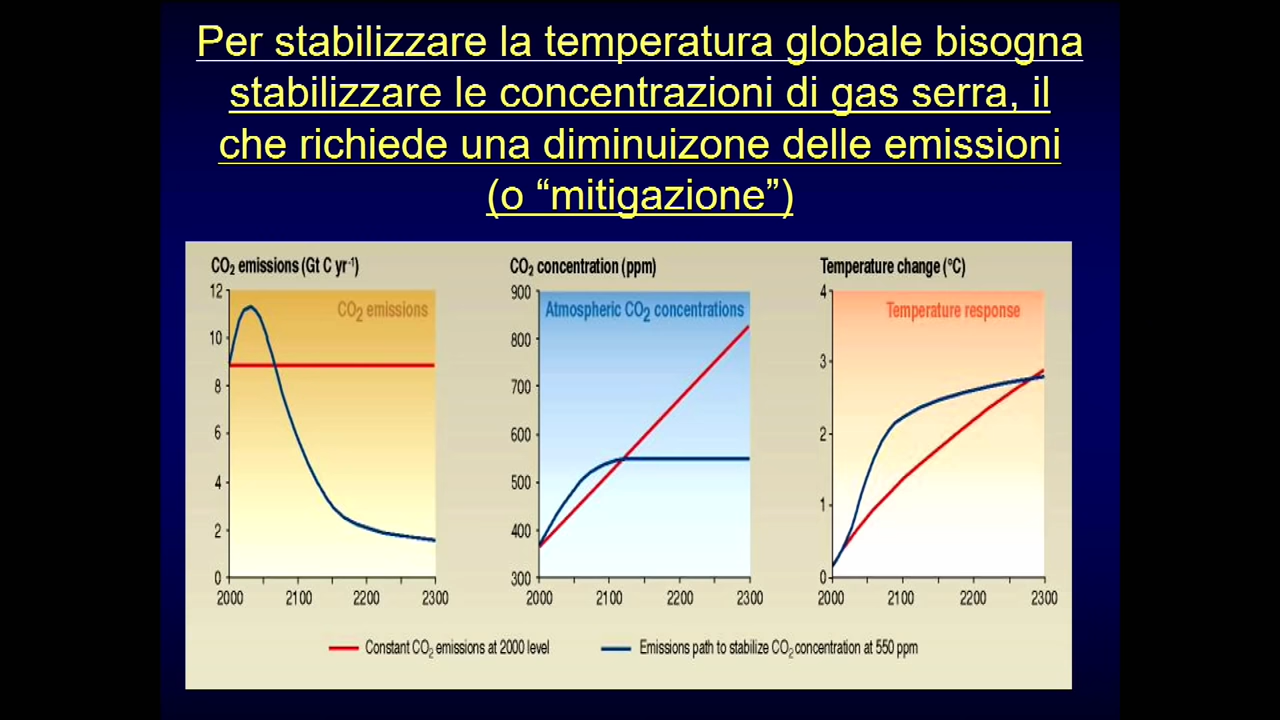 Per stabilizzare la temperatura globale bisogna
stabilizzare le concentrazioni di gas serra, il
che richiede una diminuizone delle emissioni
(o “mitigazione”)
CO2 emissions (Gt C yr-1)
CO2 emissions
12
10
8
6
4
2
0
2000 2100 2200 2300
CO2 concentration (ppm)
Atmospheric CO2 concentrations
900
800
700
600
500
400
300
2000 2100 2200 2300
Temperature change (°C)
Temperature response
4
3
2
1
0
2000 2100 2200 2300
Constant CO2 emissions at 2000 level
Emissions path to stabilize CO2 concentration at 550 ppm